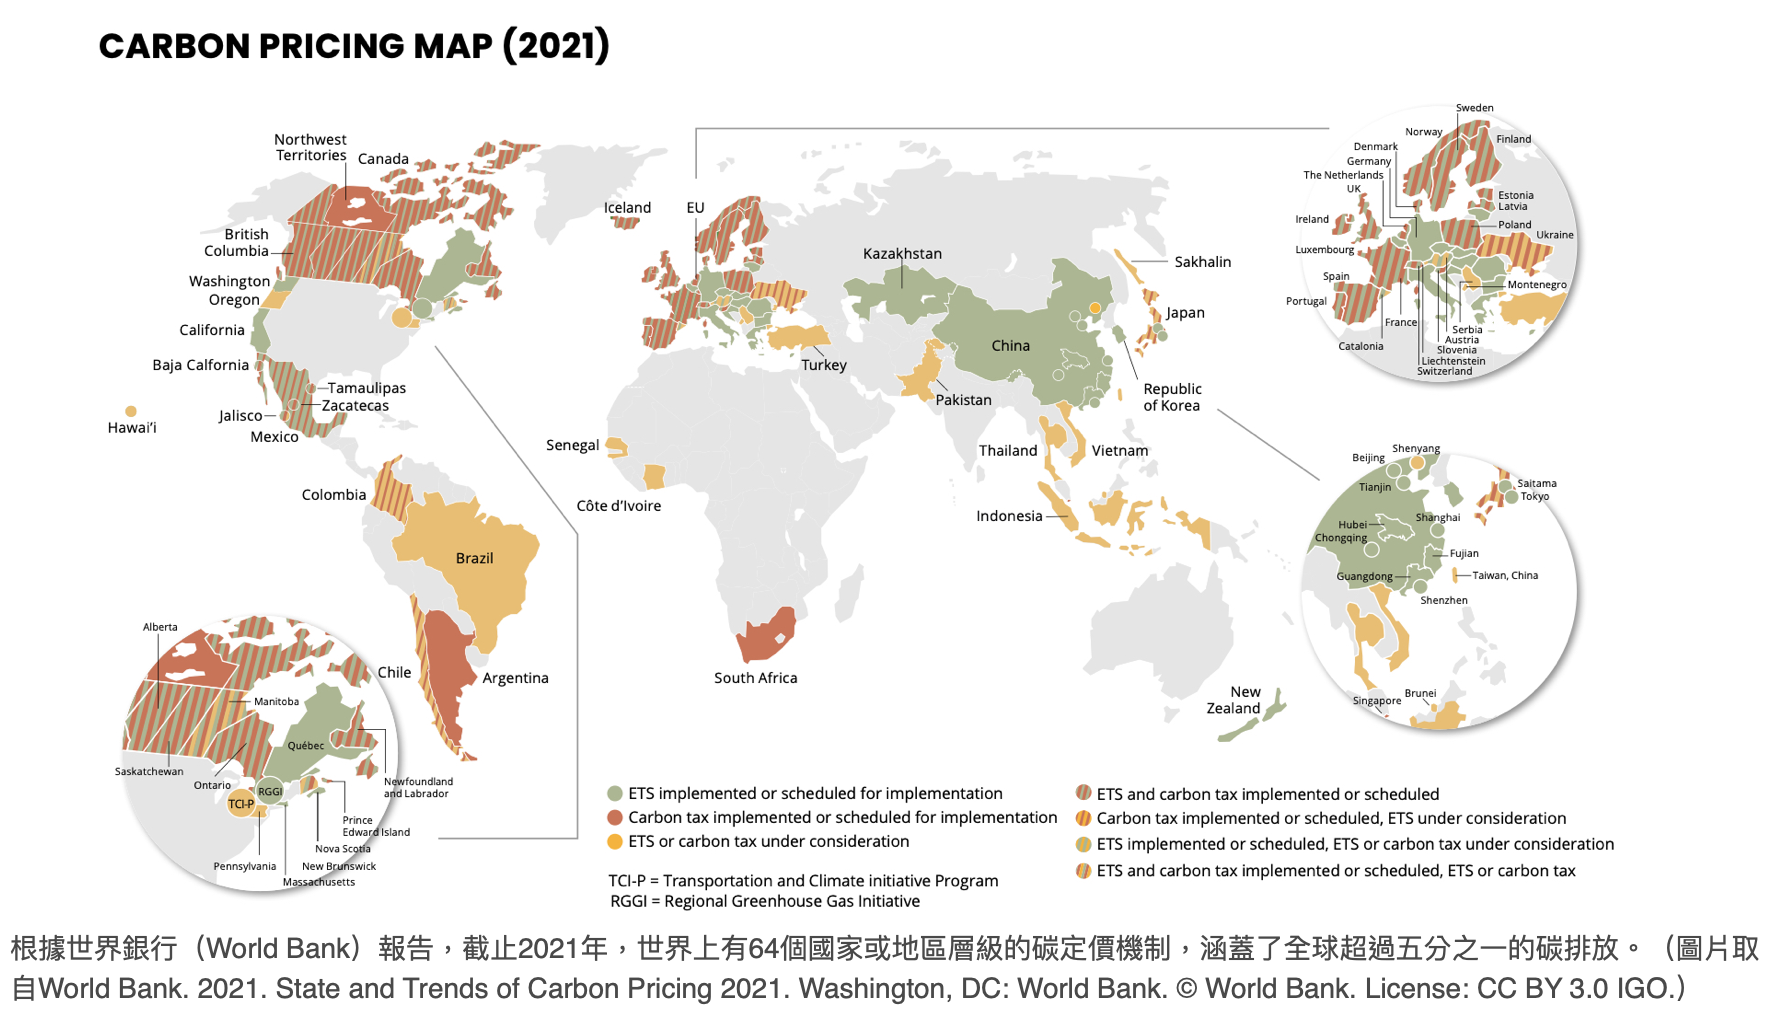 CARBON PRICING MAP (2021)
Northwest
Territories
Canada
British
Columbia
Washington
Oregon
California
Baja Calfornia
Tamaulipas
Zacatecas
Jalisco
Mexico
Hawai'i
Colombia
Brazil
Chile
Argentina
Iceland
EU
Kazakhstan
Sakhalin
Japan
China
Turkey
Pakistan
Republic
of Korea
Senegal
Côte d'Ivoire
Thailand
Vietnam
Indonesia
South Africa
New
Zealand
Sweden
Norway
Finland
Denmark
Germany
The Netherlands
UK
Estonia
Latvia
Ireland
Poland
Ukraine
Luxembourg
Spain
Montenegro
Portugal
France
Serbia
Catalonia
Austria
Slovenia
Liechtenstein
Switzerland
Shenyang
Beijing
Tianjin
Saitama
Tokyo
Shanghai
Hubei
Chongqing
Fujian
Guangdong
Taiwan, China
Shenzhen
Brunei
Singapore
Alberta
Manitoba
Québec
Saskatchewan
Ontario
Newfoundland
and Labrador
RGGI
TCI-P
Prince
Edward Island
Nova Scotia
Pennsylvania
New Brunswick
Massachusetts
ETS implemented or scheduled for implementation
Carbon tax implemented or scheduled for implementation
ETS or carbon tax under consideration
TCI-P = Transportation and Climate initiative Program
RGGI = Regional Greenhouse Gas Initiative
ETS and carbon tax implemented or scheduled
Carbon tax implemented or scheduled, ETS under consideration
ETS implemented or scheduled, ETS or carbon tax under consideration
ETS and carbon tax implemented or scheduled, ETS or carbon tax
根據世界銀行（World Bank）報告，截止2021年，世界上有64個國家或地區層級的碳定價機制，涵蓋了全球超過五分之一的碳排放。（圖片取
自World Bank. 2021. State and Trends of Carbon Pricing 2021. Washington, DC: World Bank. © World Bank. License: CC BY 3.0 IGO.）